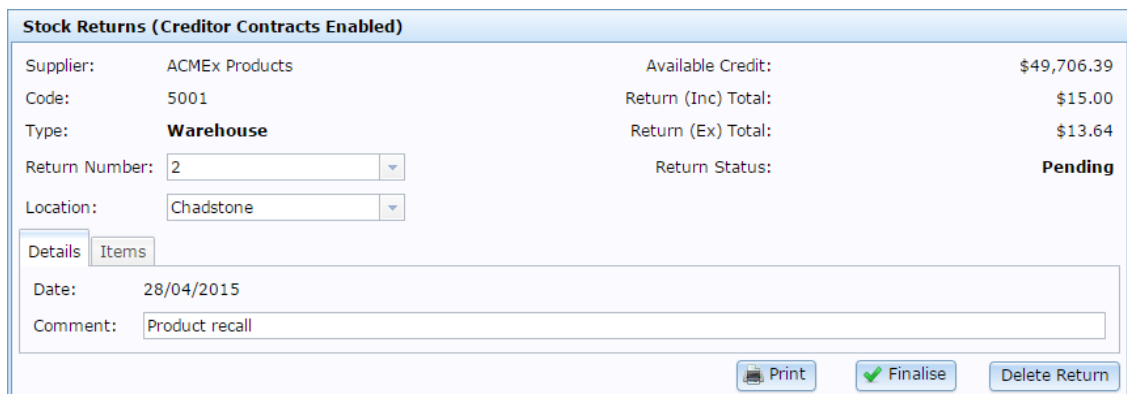 Stock Returns (Creditor Contracts Enabled)
Supplier: ACMEx Products Available Credit: $49,706.39
Code: 5001 Return (Inc) Total: $15.00
Type: Warehouse Return (Ex) Total: $13.64
Return Number: 2 Return Status: Pending
Location: Chadstone
Details Items
Date: 28/04/2015
Comment: Product recall
Print Finalise Delete Return